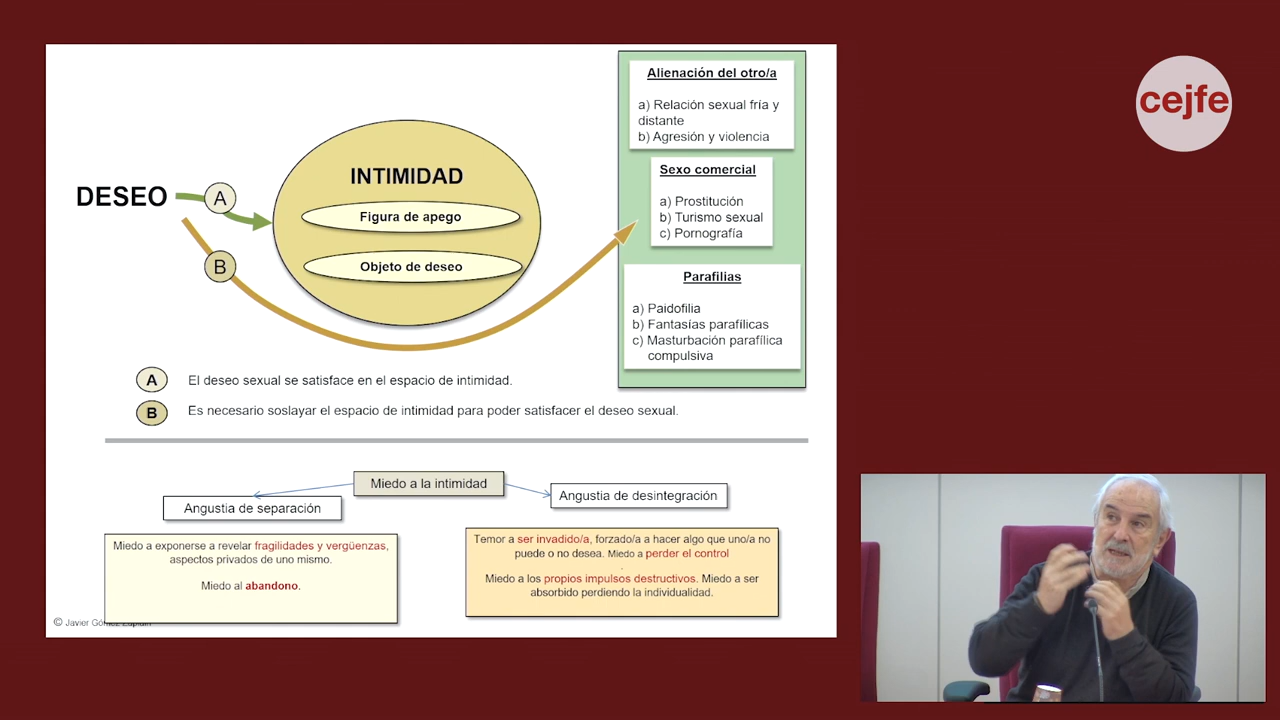 cejfe
Alienación del otro/a
a) Relación sexual fría y
distante
b) Agresión y violencia
Sexo comercial
a) Prostitución
b) Turismo sexual
c) Pornografía
Parafilias
a) Paidofilia
b) Fantasías parafílicas
c) Masturbación parafílica
compulsiva
DESEO
A
B
INTIMIDAD
Figura de apego
Objeto de deseo
A El deseo sexual se satisface en el espacio de intimidad.
B Es necesario soslayar el espacio de intimidad para poder satisfacer el deseo sexual.
Miedo a la intimidad
Angustia de separación
Angustia de desintegración
Miedo a exponerse a revelar fragilidades y vergüenzas,
aspectos privados de uno mismo.
Miedo al abandono.
Temor a ser invadido/a, forzado/a a hacer algo que uno/a no
puede o no desea. Miedo a perder el control
.
Miedo a los propios impulsos destructivos. Miedo a ser
absorbido perdiendo la individualidad.
© Javier